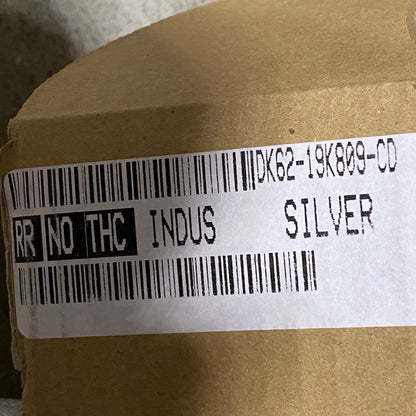 DK62-19K809-CD
RR NO THC INDUS SILVER